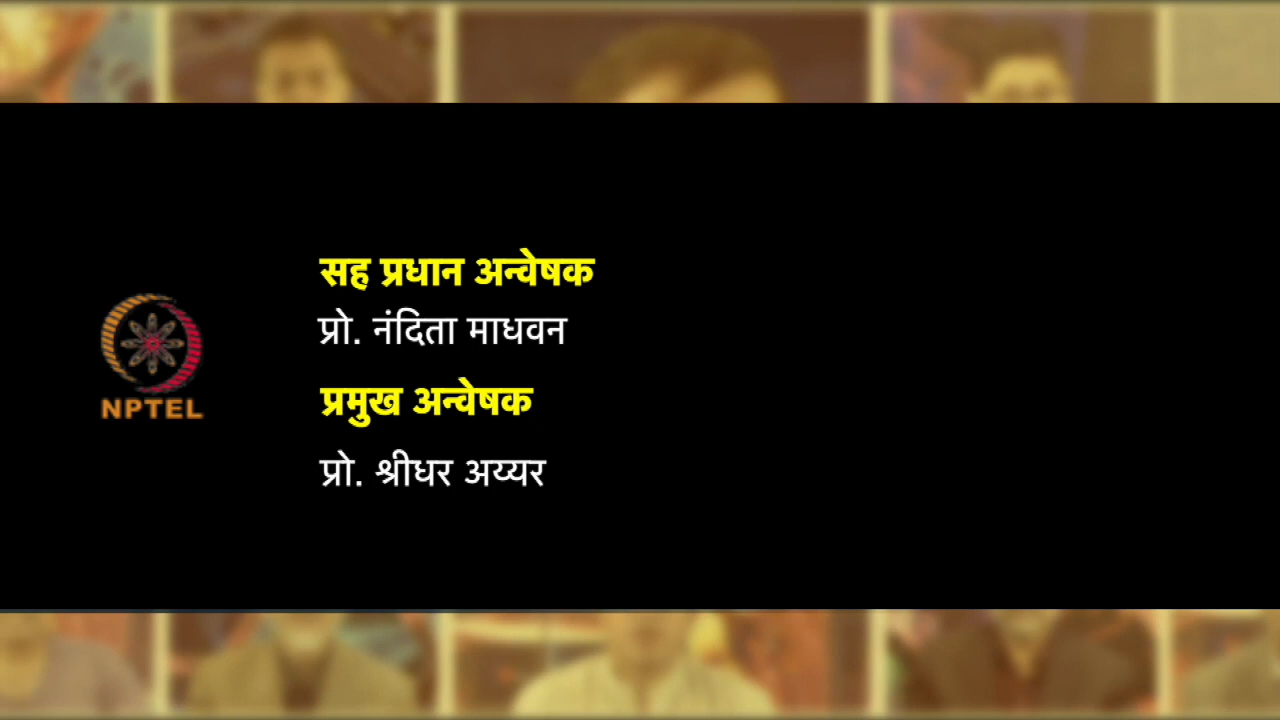 सह प्रधान अन्वेषक
प्रो. नंदिता माधवन
प्रमुख अन्वेषक
प्रो. श्रीधर अय्यर
NPTEL